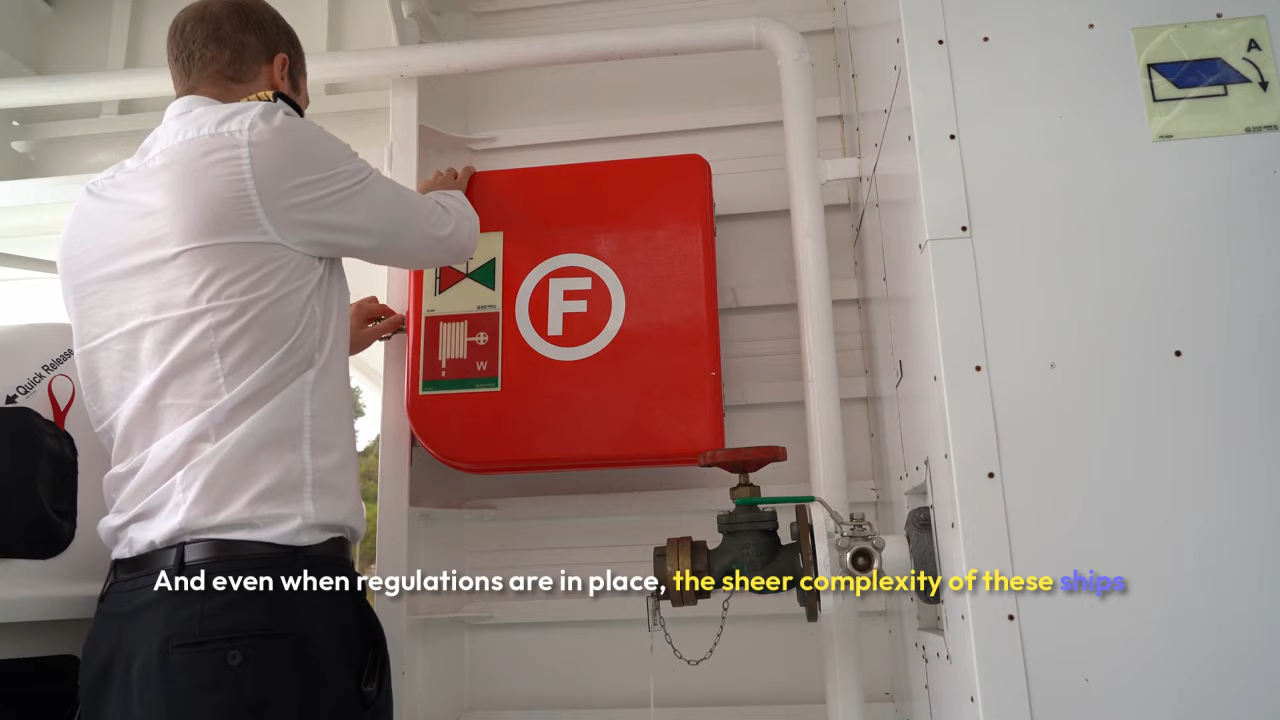 A
F
W
Quick Release
And even when regulations are in place, the sheer complexity of these ships